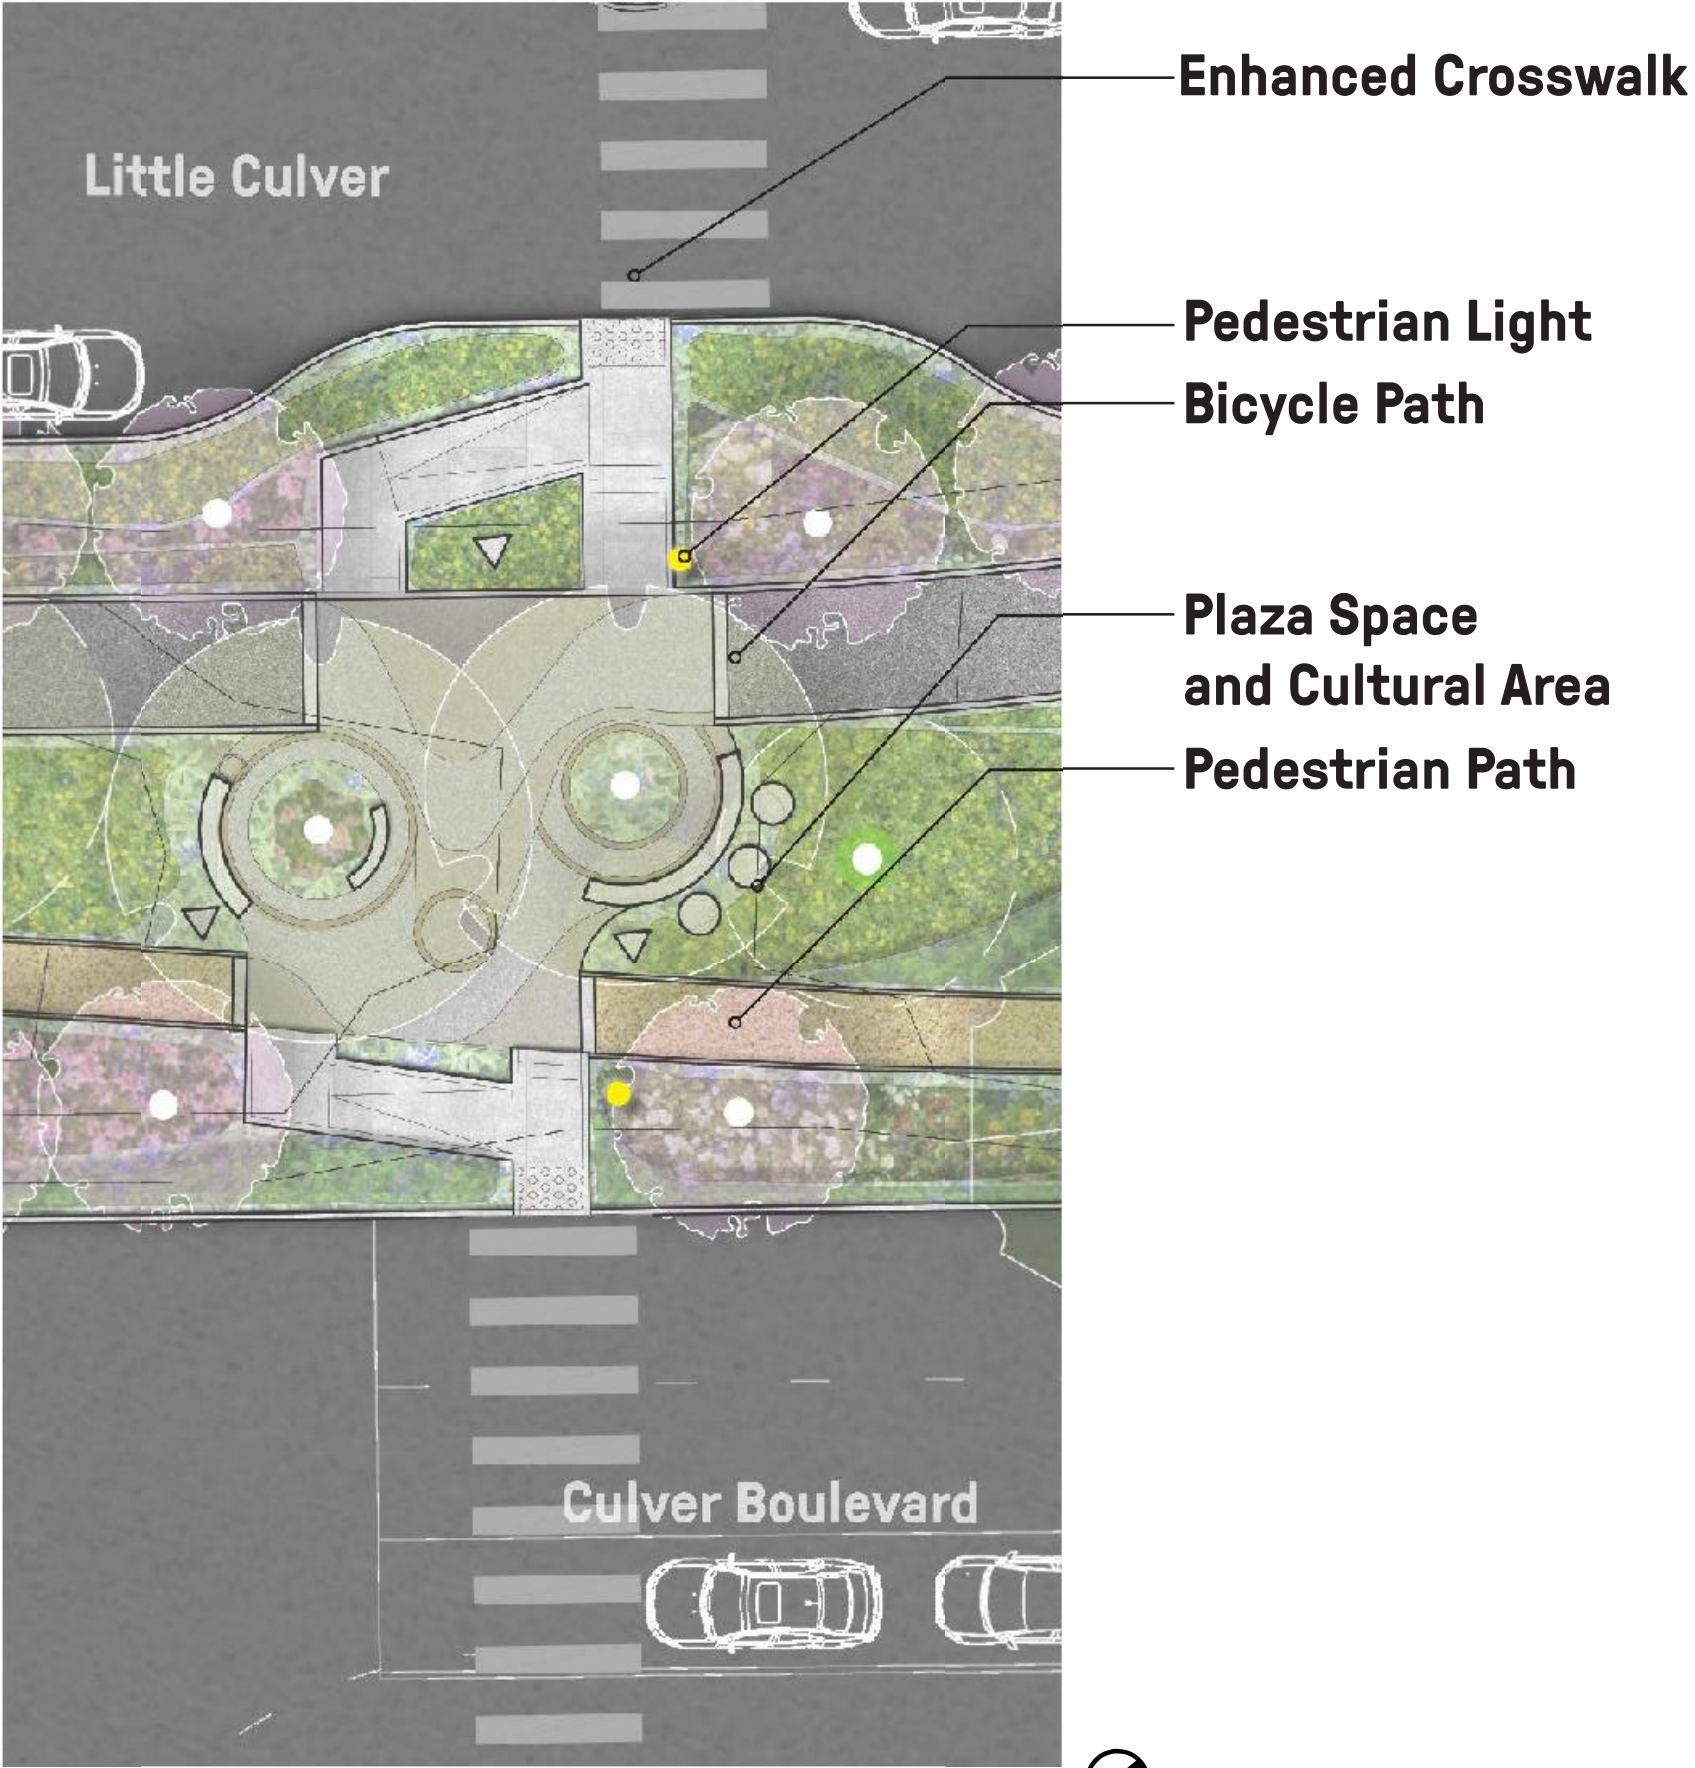 Enhanced Crosswalk
Little Culver
Pedestrian Light
Bicycle Path
Plaza Space
and Cultural Area
Pedestrian Path
Culver Boulevard